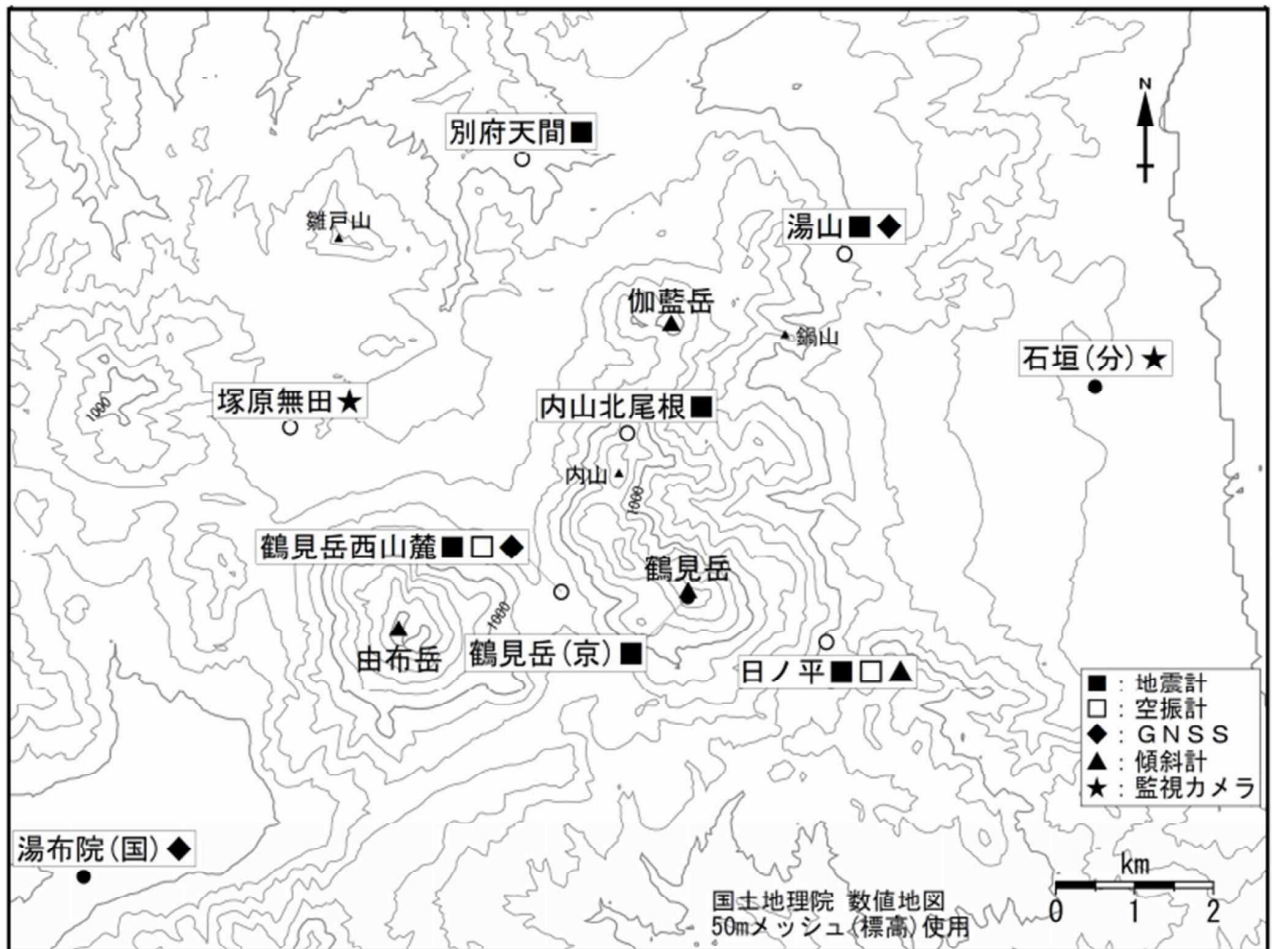 N
別府天間■
雛戸山
湯山■◆
伽藍岳
鍋山
石垣(分)★
1000
塚原無田★
内山北尾根■
内山
1000
鶴見岳西山麓■□◆
鶴見岳
1000
由布岳
鶴見岳(京)■
日ノ平■□▲
■：地震計
□：空振計
◆：ＧＮＳＳ
▲：傾斜計
★：監視カメラ
湯布院(国)◆
km
0 1 2
国土地理院 数値地図
50mメッシュ(標高)使用